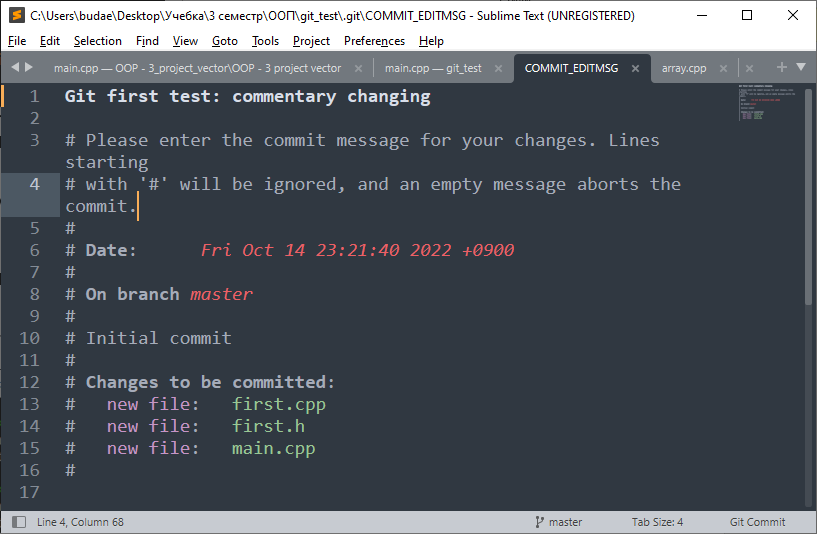 C:\Users\budae\Desktop\Учебка\3 семестр\ООП\git_test\.git\COMMIT_EDITMSG - Sublime Text (UNREGISTERED)
File Edit Selection Find View Goto Tools Project Preferences Help
main.cpp — OOP - 3_project_vector\OOP - 3 project vector main.cpp — git_test COMMIT_EDITMSG array.cpp
1 Git first test: commentary changing
2
3 # Please enter the commit message for your changes. Lines
starting
4 # with '#' will be ignored, and an empty message aborts the
commit.
5 #
6 # Date: Fri Oct 14 23:21:40 2022 +0900
7 #
8 # On branch master
9 #
10 # Initial commit
11 #
12 # Changes to be committed:
13 # new file: first.cpp
14 # new file: first.h
15 # new file: main.cpp
16 #
17
Line 4, Column 68 master Tab Size: 4 Git Commit